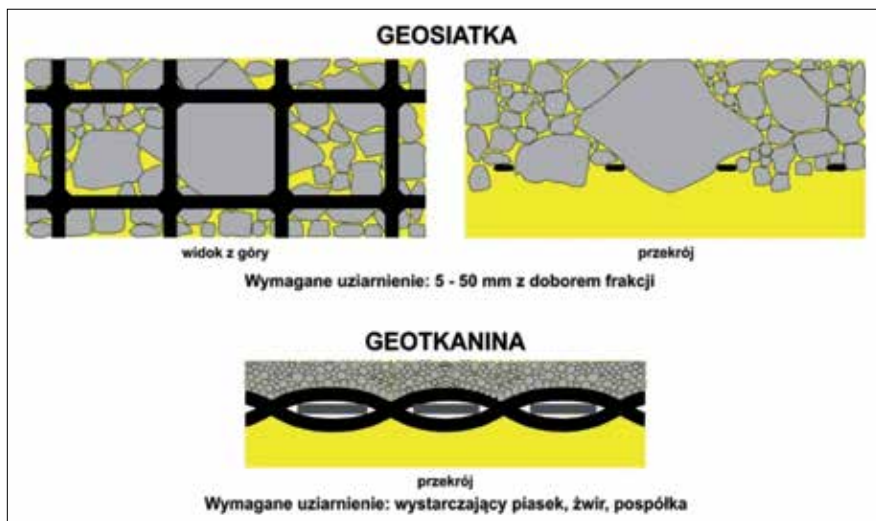 GEOSIATKA
widok z góry
przekrój
Wymagane uziarnienie: 5 - 50 mm z doborem frakcji
GEOTKANINA
przekrój
Wymagane uziarnienie: wystarczający piasek, żwir, pospółka